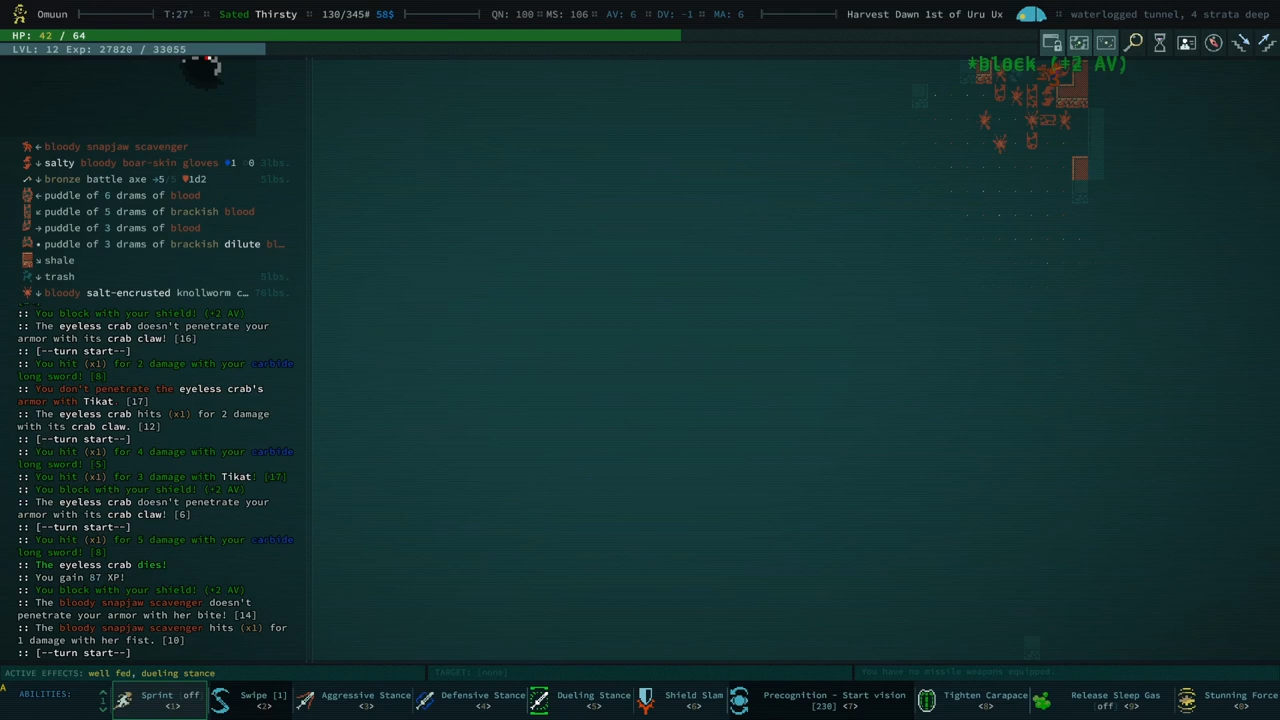 Omuun T:27° :: Sated Thirsty :: 130/345# 58$ QN: 100 :: MS: 106 :: AV: 6 :: DV: -1 :: MA: 6 Harvest Dawn 1st of Uru Ux waterlogged tunnel, 4 strata deep
HP: 42 / 64
LVL: 12 Exp: 27820 / 33055
*block (+2 AV)
← bloody snapjaw scavenger
↓ salty bloody boar-skin gloves ♦1 ○0 3lbs.
↓ bronze battle axe →5/5 ♥1d2 5lbs.
← puddle of 6 drams of blood
↙ puddle of 5 drams of brackish blood
→ puddle of 3 drams of blood
• puddle of 3 drams of brackish dilute bl…
↘ shale
↓ trash 5lbs.
↓ bloody salt-encrusted knollworm c… 70lbs.
:: You block with your shield! (+2 AV)
:: The eyeless crab doesn't penetrate your
armor with its crab claw! [16]
:: [--turn start--]
:: You hit (x1) for 2 damage with your carbide
long sword! [8]
:: You don't penetrate the eyeless crab's
armor with Tikat. [17]
:: The eyeless crab hits (x1) for 2 damage
with its crab claw. [12]
:: [--turn start--]
:: You hit (x1) for 4 damage with your carbide
long sword! [5]
:: You hit (x1) for 3 damage with Tikat! [17]
:: You block with your shield! (+2 AV)
:: The eyeless crab doesn't penetrate your
armor with its crab claw! [6]
:: [--turn start--]
:: You hit (x1) for 5 damage with your carbide
long sword! [8]
:: The eyeless crab dies!
:: You gain 87 XP!
:: You block with your shield! (+2 AV)
:: The bloody snapjaw scavenger doesn't
penetrate your armor with her bite! [14]
:: The bloody snapjaw scavenger hits (x1) for
1 damage with her fist. [10]
:: [--turn start--]
ACTIVE EFFECTS: well fed, dueling stance TARGET: [none] You have no missile weapons equipped.
A ABILITIES: 1 Sprint [off] <1> Swipe [1] <2> Aggressive Stance <3> Defensive Stance <4> Dueling Stance <5> Shield Slam <6> Precognition - Start vision [230] <7> Tighten Carapace <8> Release Sleep Gas [off] <9> Stunning Force <0>